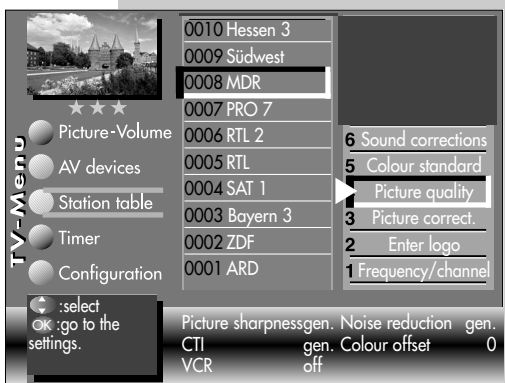 TV-Menu
Picture-Volume
AV devices
Station table
Timer
Configuration
0010 Hessen 3
0009 Südwest
0008 MDR
0007 PRO 7
0006 RTL 2
0005 RTL
0004 SAT 1
0003 Bayern 3
0002 ZDF
0001 ARD
6 Sound corrections
5 Colour standard
Picture quality
3 Picture correct.
2 Enter logo
1 Frequency/channel
:select
OK :go to the
settings.
Picture sharpnessgen. Noise reduction gen.
CTI gen. Colour offset 0
VCR off